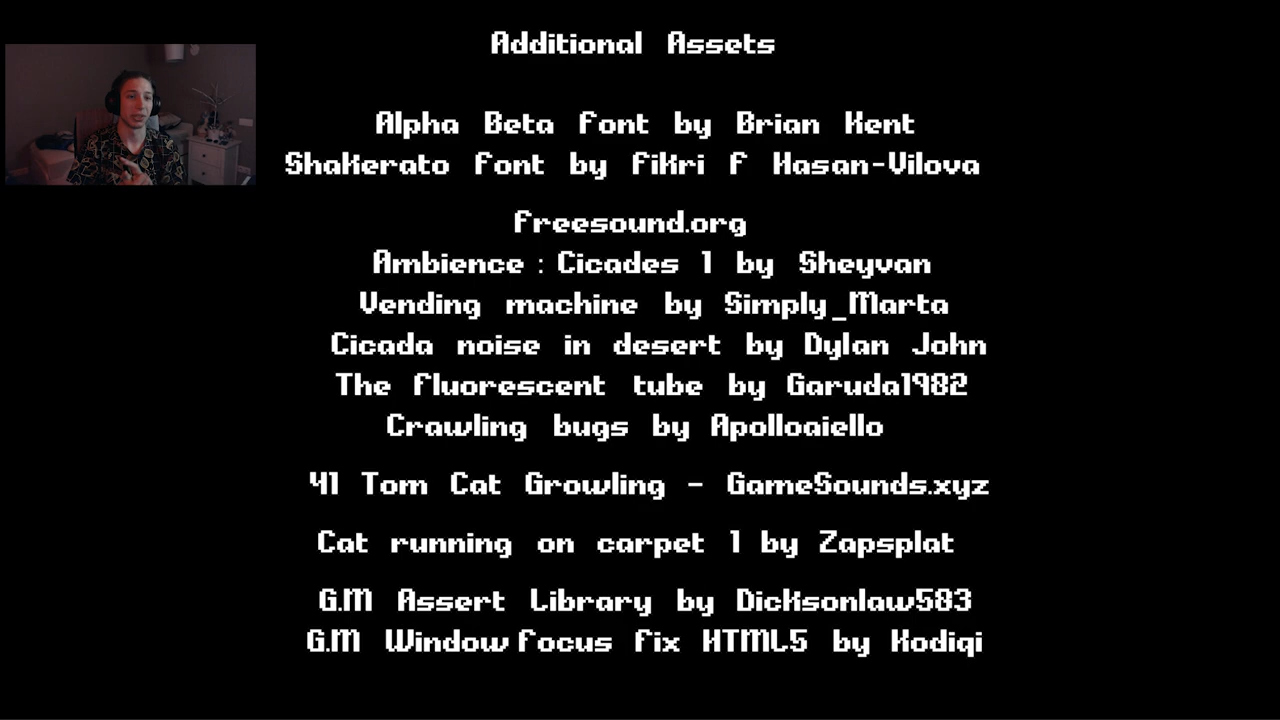 Additional Assets
Alpha Beta Font by Brian Kent
Shakerato Font by Fikri F Hasan-Vilova
Freesound.org
Ambience : Cicades 1 by Sheyvan
Vending machine by Simply_Marta
Cicada noise in desert by Dylan John
The fluorescent tube by Garuda1982
Crawling bugs by Apolloaiello
41 Tom Cat Growling - GameSounds.xyz
Cat running on carpet 1 by Zapsplat
G.M Assert Library by Dicksonlaw583
G.M Window Focus Fix HTML5 by Kodiqi